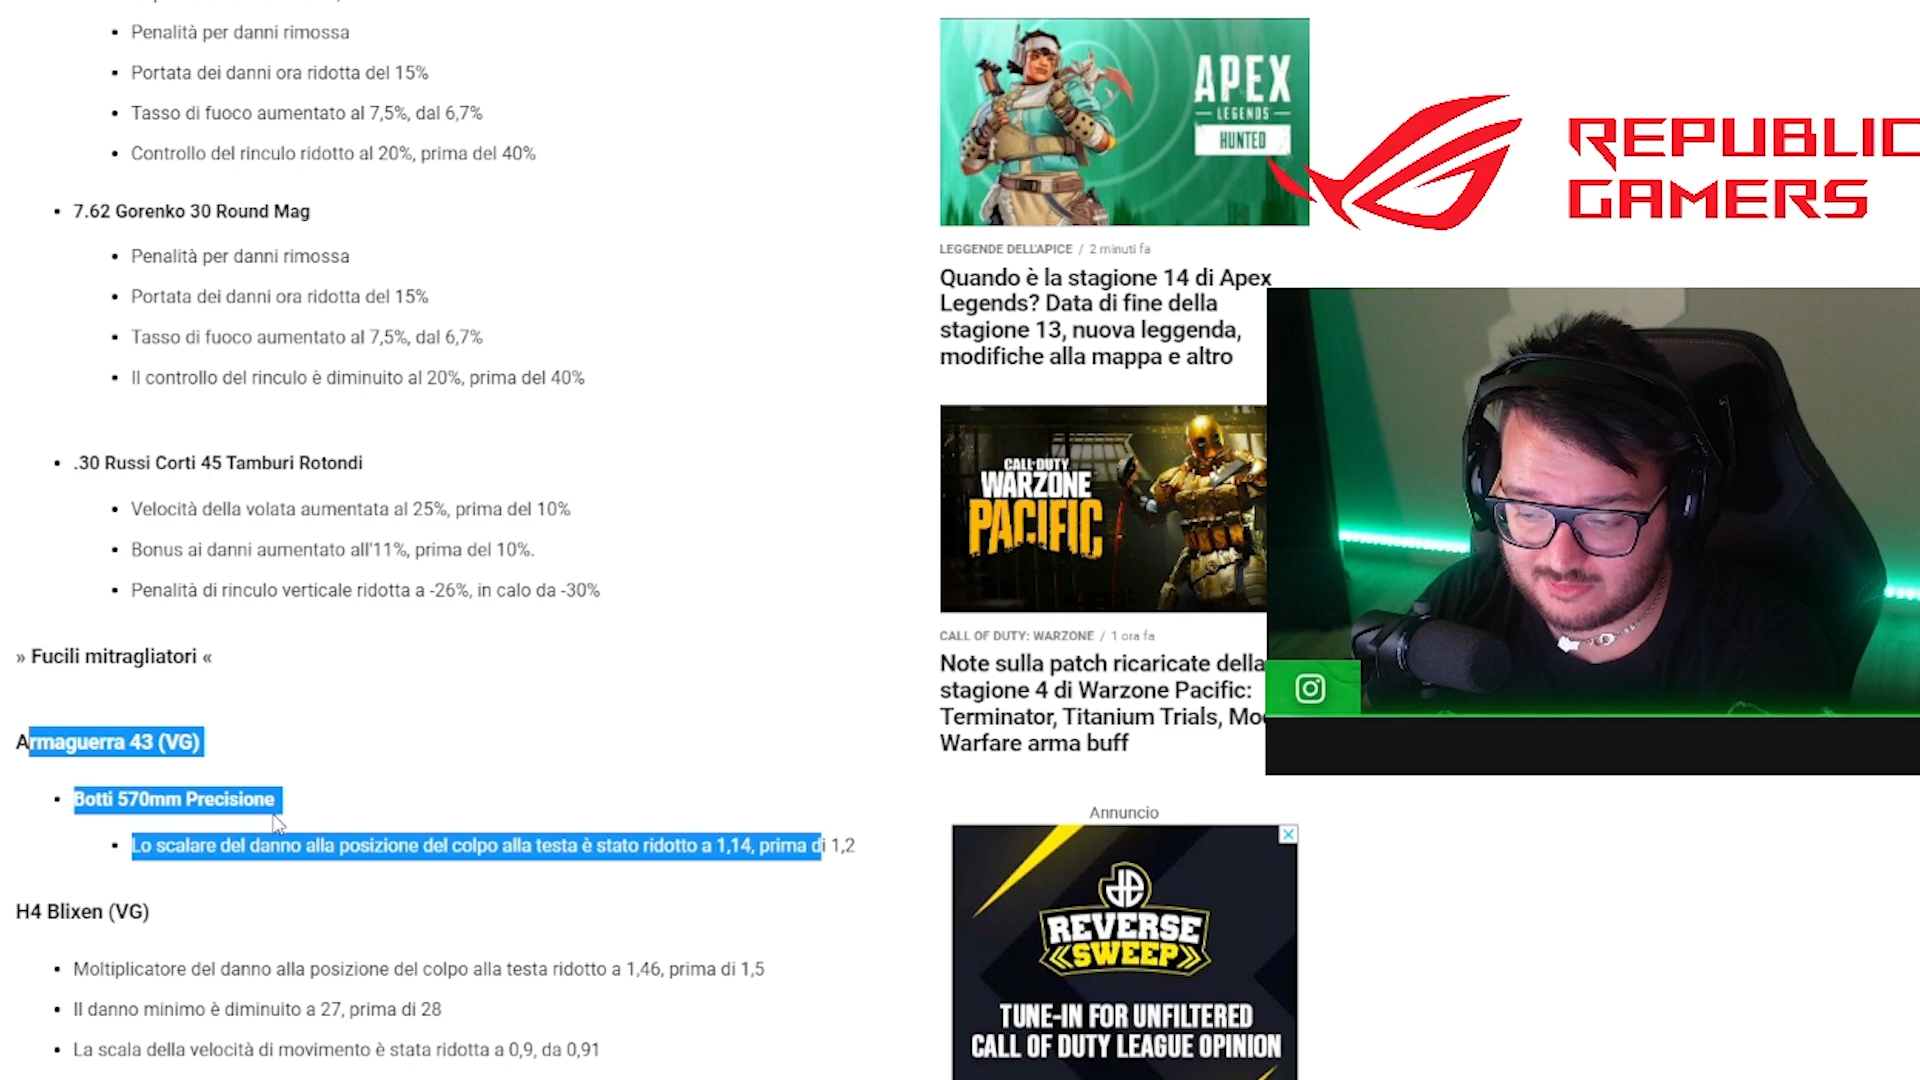 Penalità per danni rimossa
Portata dei danni ora ridotta del 15%
Tasso di fuoco aumentato al 7,5%, dal 6,7%
Controllo del rinculo ridotto al 20%, prima del 40%
7.62 Gorenko 30 Round Mag
Penalità per danni rimossa
Portata dei danni ora ridotta del 15%
Tasso di fuoco aumentato al 7,5%, dal 6,7%
Il controllo del rinculo è diminuito al 20%, prima del 40%
.30 Russi Corti 45 Tamburi Rotondi
Velocità della volata aumentata al 25%, prima del 10%
Bonus ai danni aumentato all'11%, prima del 10%.
Penalità di rinculo verticale ridotta a -26%, in calo da -30%
» Fucili mitragliatori «
Armaguerra 43 (VG)
Botti 570mm Precisione
Lo scalare del danno alla posizione del colpo alla testa è stato ridotto a 1,14, prima di 1,2
H4 Blixen (VG)
Moltiplicatore del danno alla posizione del colpo alla testa ridotto a 1,46, prima di 1,5
Il danno minimo è diminuito a 27, prima di 28
La scala della velocità di movimento è stata ridotta a 0,9, da 0,91
APEX
LEGENDS
HUNTED
LEGGENDE DELL'APICE / 2 minuti fa
Quando è la stagione 14 di Apex
Legends? Data di fine della
stagione 13, nuova leggenda,
modifiche alla mappa e altro
CALL OF DUTY
WARZONE
PACIFIC
CALL OF DUTY: WARZONE / 1 ora fa
Note sulla patch ricaricate della
stagione 4 di Warzone Pacific:
Terminator, Titanium Trials, Mo
Warfare arma buff
Annuncio
REVERSE
SWEEP
TUNE-IN FOR UNFILTERED
CALL OF DUTY LEAGUE OPINION
REPUBLIC
GAMERS